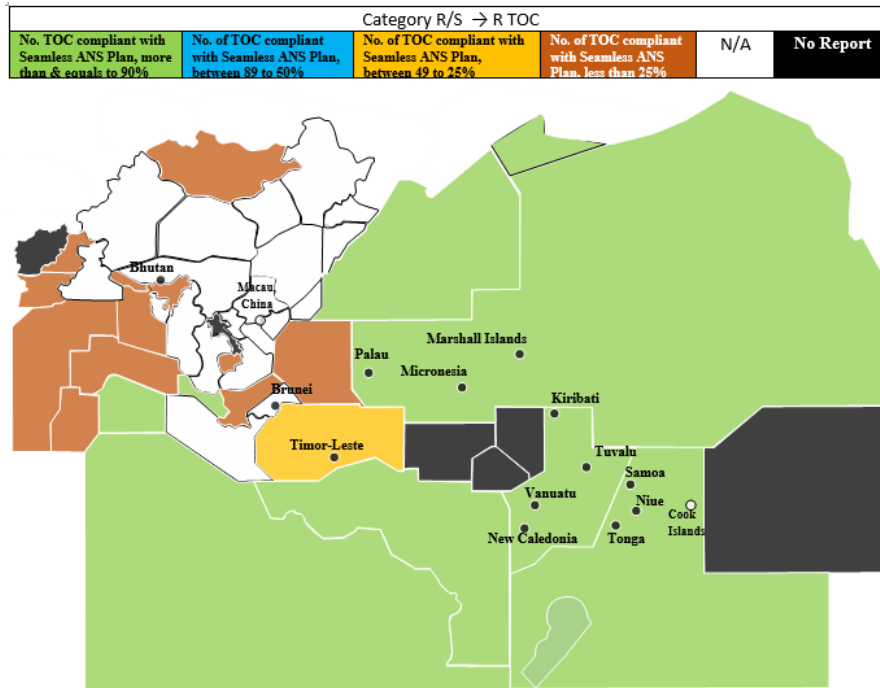 Category R/S → R TOC
No. TOC compliant with
Seamless ANS Plan, more
than & equals to 90%
No. of TOC compliant
with Seamless ANS Plan,
between 89 to 50%
No. of TOC compliant with
Seamless ANS Plan,
between 49 to 25%
No. of TOC compliant
with Seamless ANS
Plan, less than 25%
N/A
No Report
Bhutan
Macau,
China
Marshall Islands
Palau
Micronesia
Brunei
Kiribati
Timor-Leste
Tuvalu
Samoa
Vanuatu
Niue
Cook
Islands
New Caledonia
Tonga